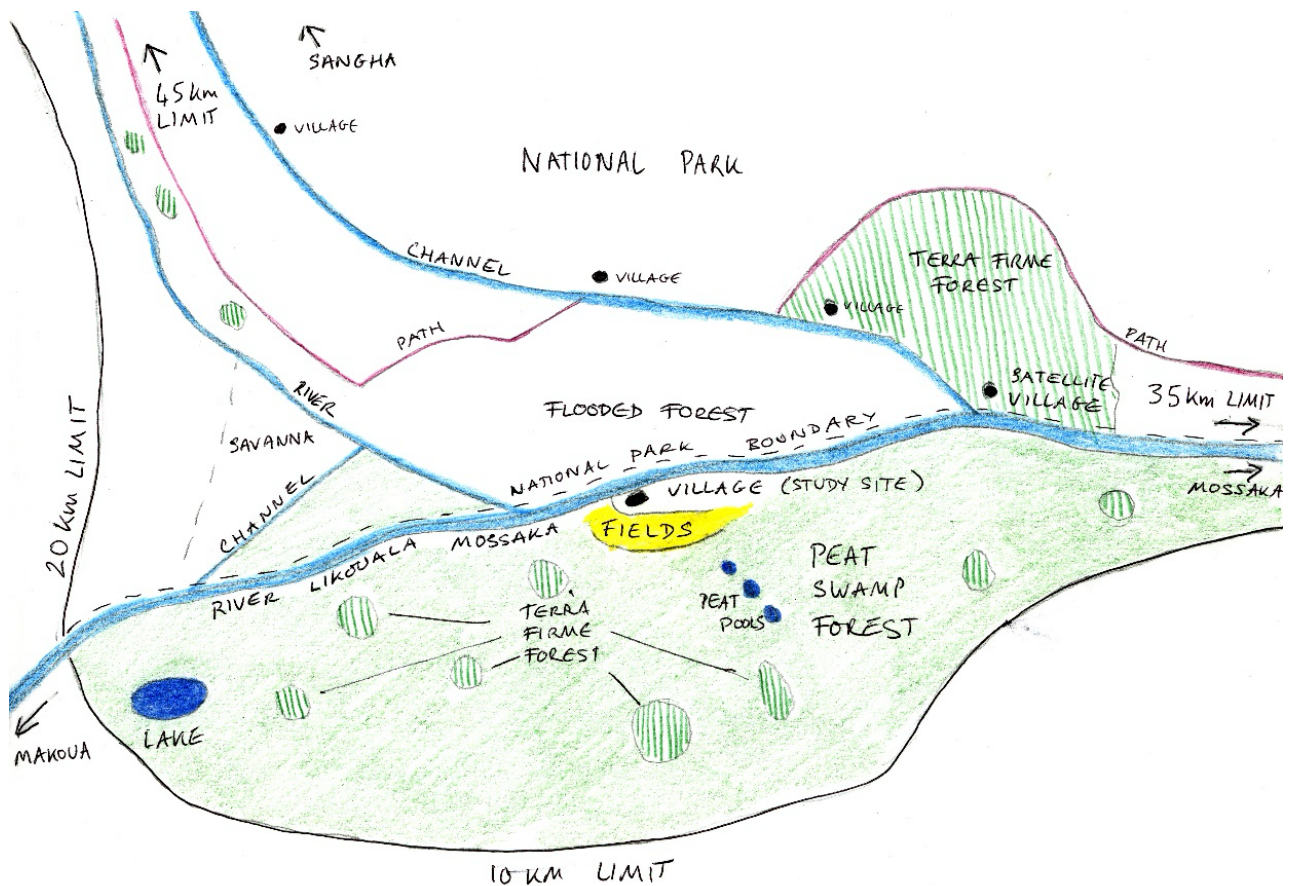 SANGHA
45km
LIMIT
VILLAGE
NATIONAL PARK
CHANNEL
VILLAGE
TERRA FIRME
FOREST
VILLAGE
PATH
PATH
SATELLITE
VILLAGE
35km LIMIT
RIVER
FLOODED FOREST
SAVANNA
20km LIMIT
CHANNEL
NATIONAL PARK BOUNDARY
VILLAGE (STUDY SITE)
MOSSAKA
FIELDS
RIVER LIKOUALA MOSSAKA
PEAT
SWAMP
FOREST
PEAT
POOLS
TERRA
FIRME
FOREST
LAKE
MAKOUA
10KM LIMIT